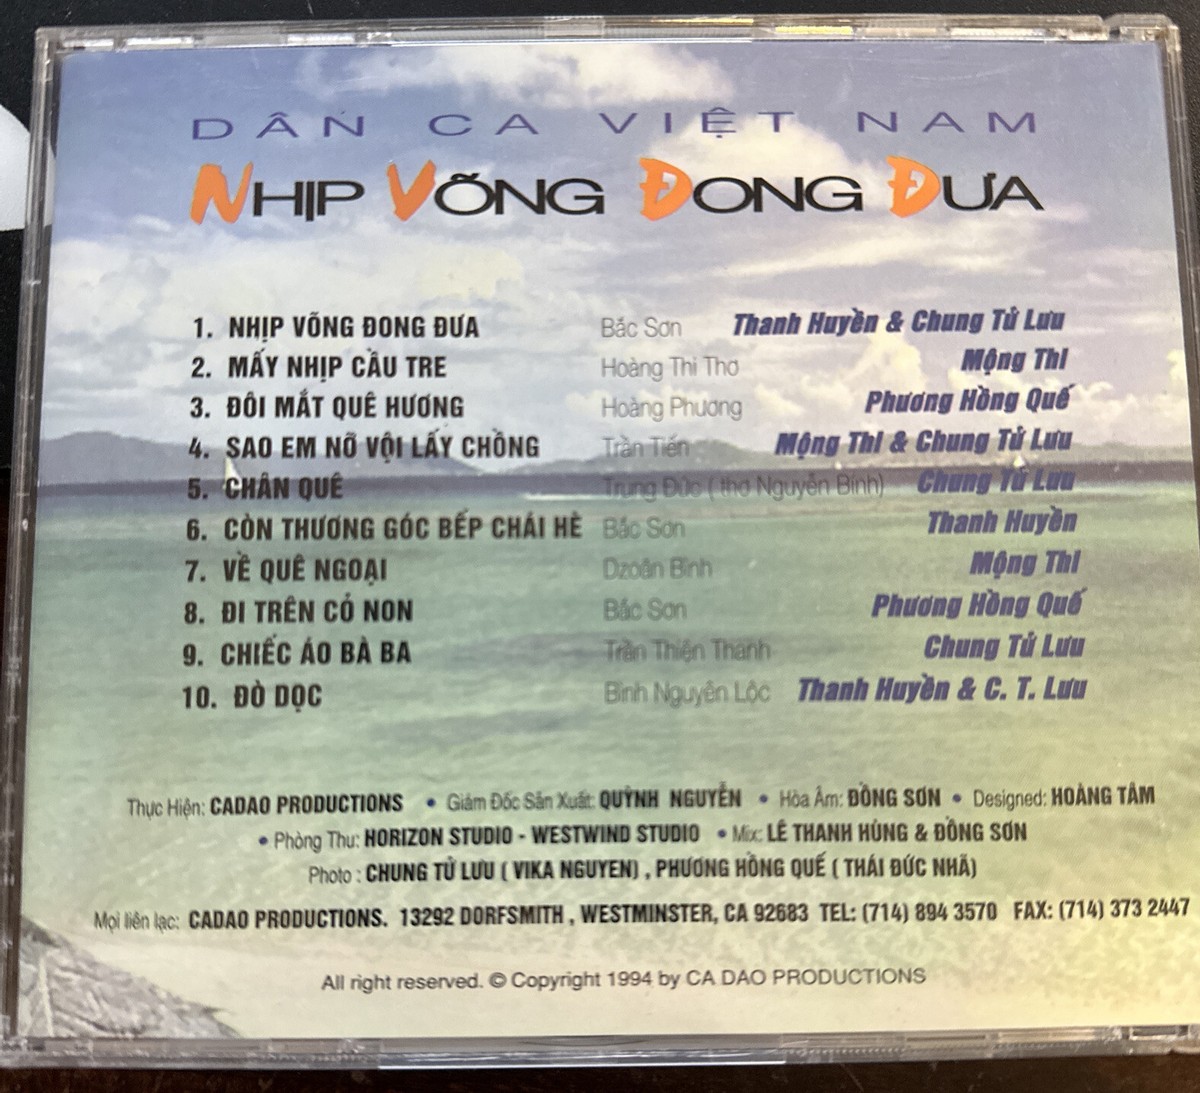 DÂN CA VIỆT NAM
NHỊP VÕNG ĐONG ĐƯA
1. NHỊP VÕNG ĐONG ĐƯA Bắc Sơn Thanh Huyền & Chung Tử Lưu
2. MẤY NHỊP CẦU TRE Hoàng Thi Thơ Mộng Thi
3. ĐÔI MẮT QUÊ HƯƠNG Hoàng Phương Phương Hồng Quế
4. SAO EM NỠ VỘI LẤY CHỒNG Trần Tiến Mộng Thi & Chung Tử Lưu
5. CHÂN QUÊ Trung Đức ( thơ Nguyễn Bính) Chung Tử Lưu
6. CÒN THƯƠNG GÓC BẾP CHÁI HÈ Bắc Sơn Thanh Huyền
7. VỀ QUÊ NGOẠI Dzoãn Bình Mộng Thi
8. ĐI TRÊN CỎ NON Bắc Sơn Phương Hồng Quế
9. CHIẾC ÁO BÀ BA Trần Thiện Thanh Chung Tử Lưu
10. ĐÒ DỌC Bình Nguyên Lộc Thanh Huyền & C. T. Lưu
Thực Hiện: CADAO PRODUCTIONS • Giám Đốc Sản Xuất: QUỲNH NGUYỄN • Hòa Âm: ĐỒNG SƠN • Designed: HOÀNG TÂM
• Phòng Thu: HORIZON STUDIO - WESTWIND STUDIO • Mix: LÊ THANH HÙNG & ĐỒNG SƠN
Photo : CHUNG TỬ LƯU ( VIKA NGUYEN) , PHƯƠNG HỒNG QUẾ ( THÁI ĐỨC NHÃ)
Mọi liên lạc: CADAO PRODUCTIONS. 13292 DORFSMITH , WESTMINSTER, CA 92683 TEL: (714) 894 3570 FAX: (714) 373 2447
All right reserved. © Copyright 1994 by CA DAO PRODUCTIONS